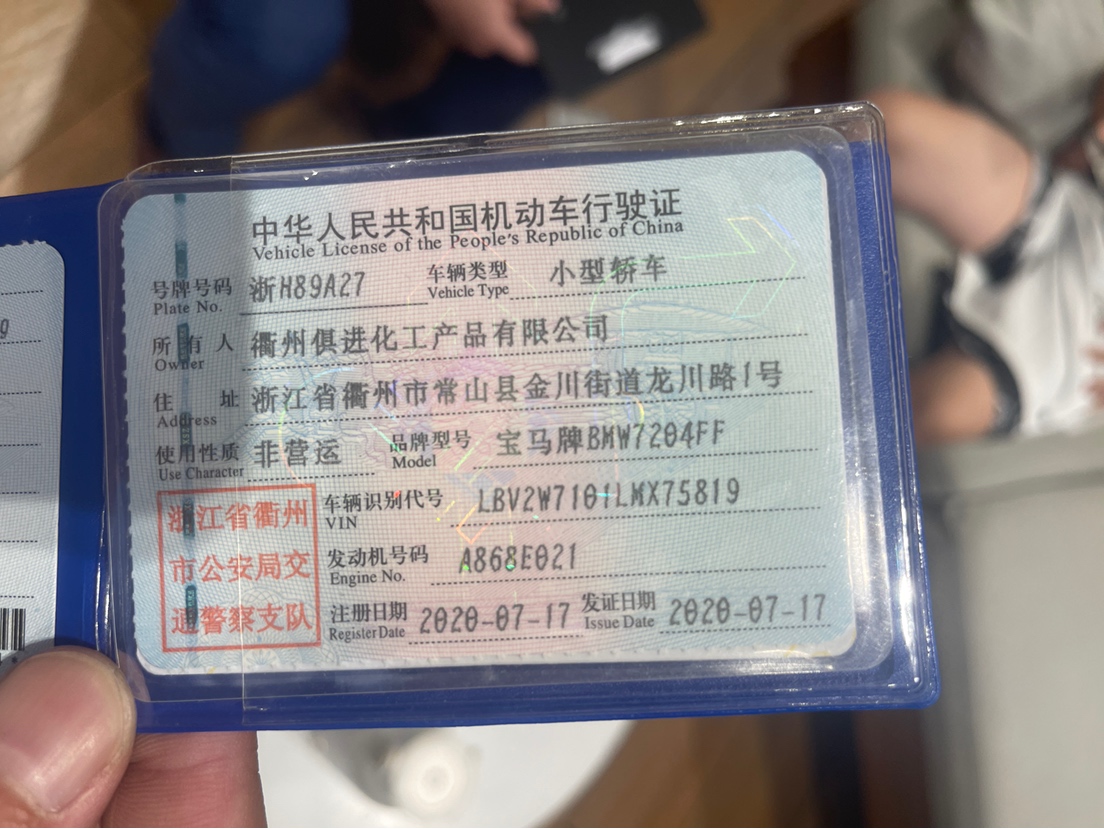 中华人民共和国机动车行驶证
Vehicle License of the People's Republic of China
号牌号码 浙H89A27 车辆类型 小型轿车
Plate No. Vehicle Type
所有人 衢州俱进化工产品有限公司
Owner
住址 浙江省衢州市常山县金川街道龙川路1号
Address
使用性质 非营运 品牌型号 宝马牌BMW7204FF
Use Character Model
浙江省衢州
市公安局交
通警察支队
车辆识别代号 LBV2W7101LMX75819
VIN
发动机号码 A868E021
Engine No.
注册日期 2020-07-17 发证日期 2020-07-17
Register Date Issue Date